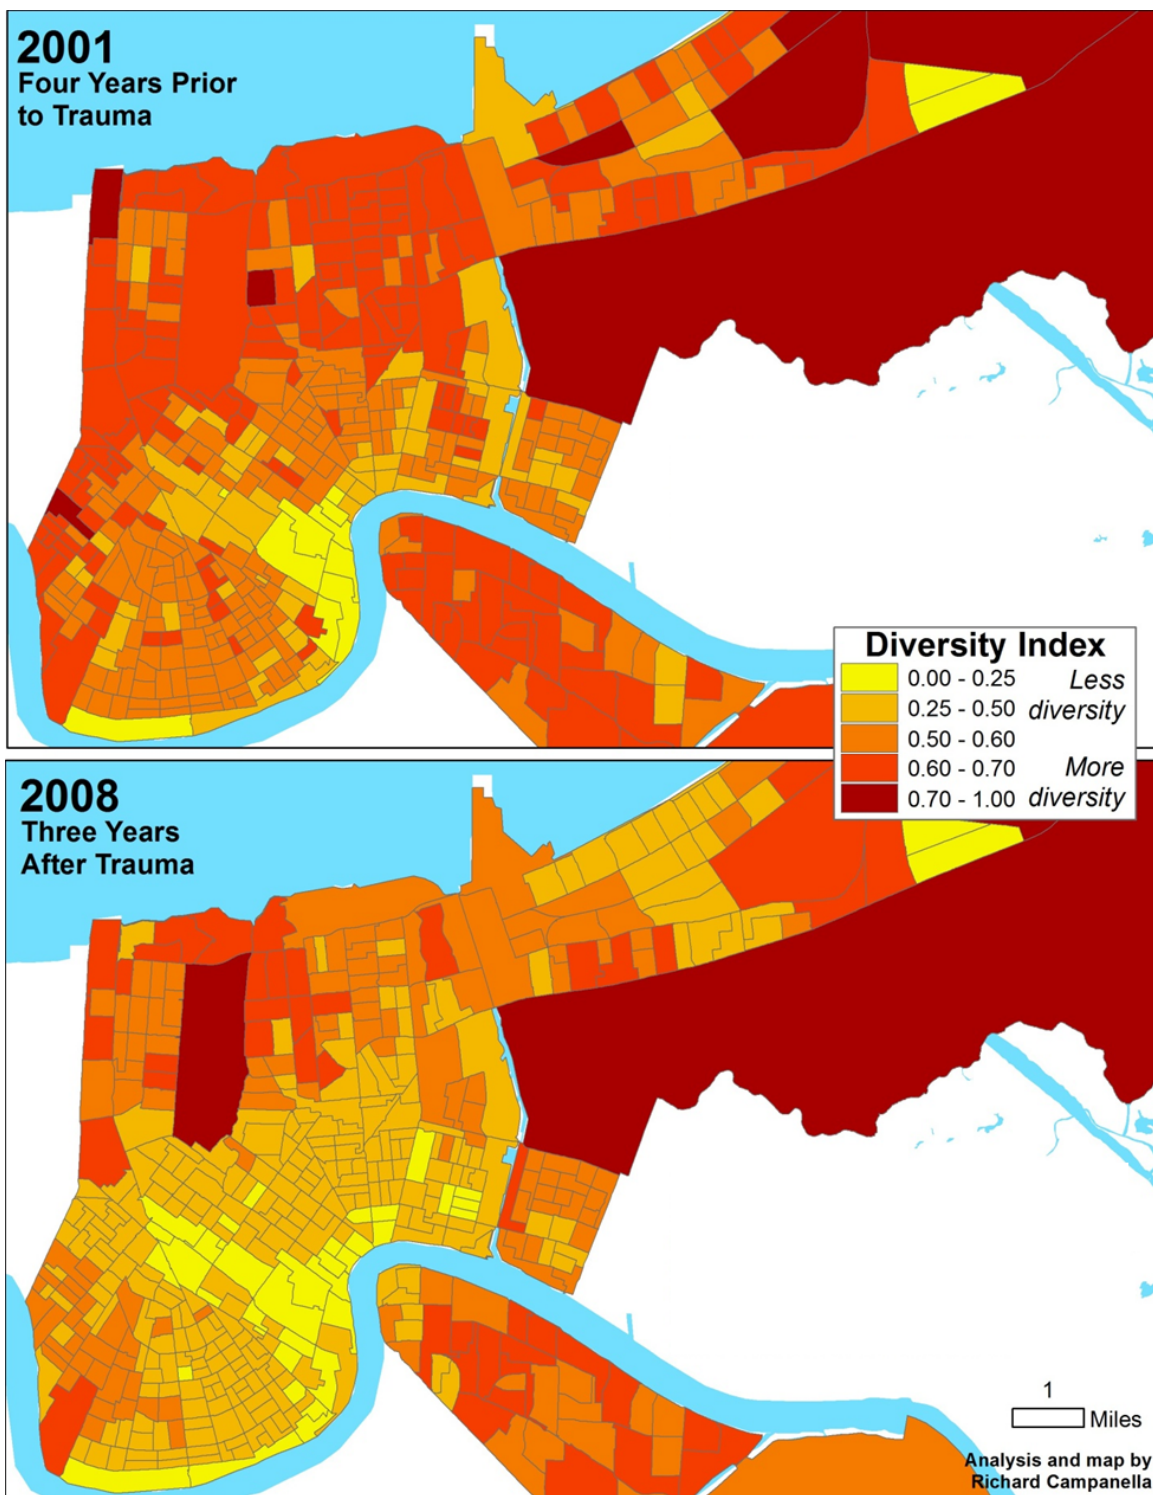 2001
Four Years Prior
to Trauma
Diversity Index
0.00 - 0.25 Less
0.25 - 0.50 diversity
0.50 - 0.60
0.60 - 0.70 More
0.70 - 1.00 diversity
2008
Three Years
After Trauma
1
Miles
Analysis and map by
Richard Campanella